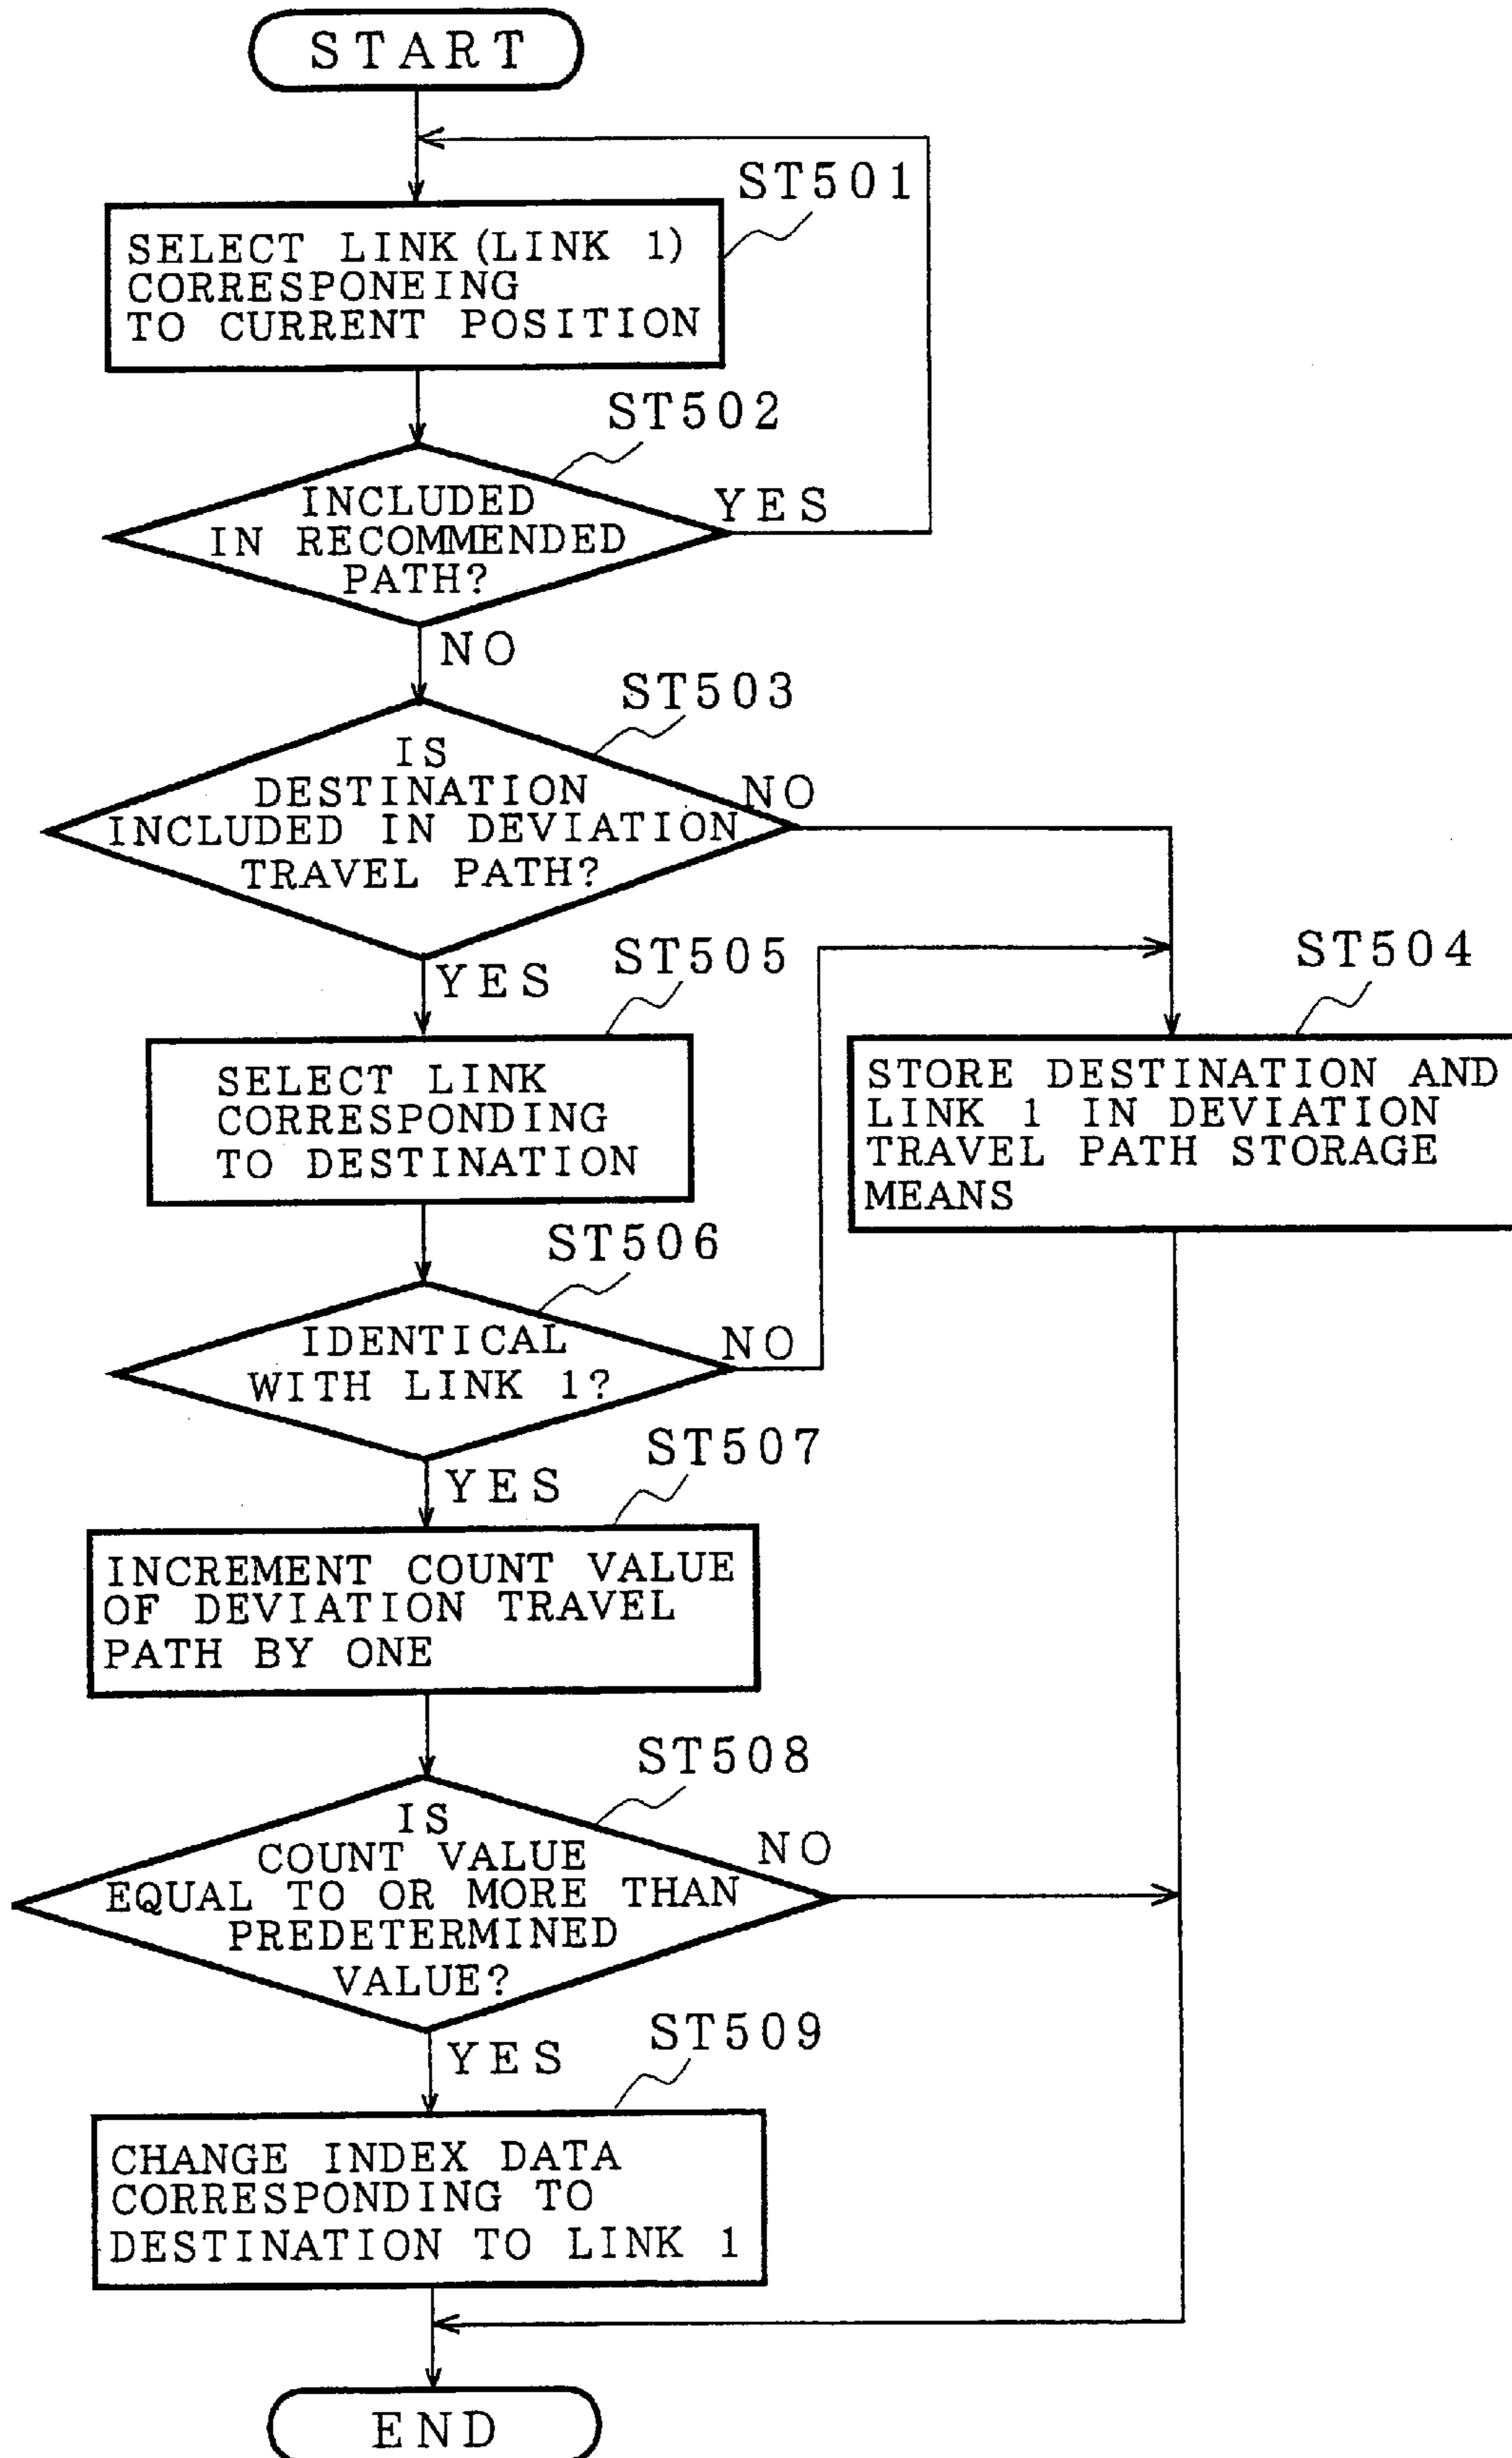 START
ST501
SELECT LINK (LINK 1)
CORRESPONEING
TO CURRENT POSITION
ST502
INCLUDED
IN RECOMMENDED
PATH?
YES
NO
ST503
IS
DESTINATION
INCLUDED IN DEVIATION
TRAVEL PATH?
NO
YES
ST505
SELECT LINK
CORRESPONDING
TO DESTINATION
ST504
STORE DESTINATION AND
LINK 1 IN DEVIATION
TRAVEL PATH STORAGE
MEANS
ST506
IDENTICAL
WITH LINK 1?
NO
YES
ST507
INCREMENT COUNT VALUE
OF DEVIATION TRAVEL
PATH BY ONE
ST508
IS
COUNT VALUE
EQUAL TO OR MORE THAN
PREDETERMINED
VALUE?
NO
YES
ST509
CHANGE INDEX DATA
CORRESPONDING TO
DESTINATION TO LINK 1
END